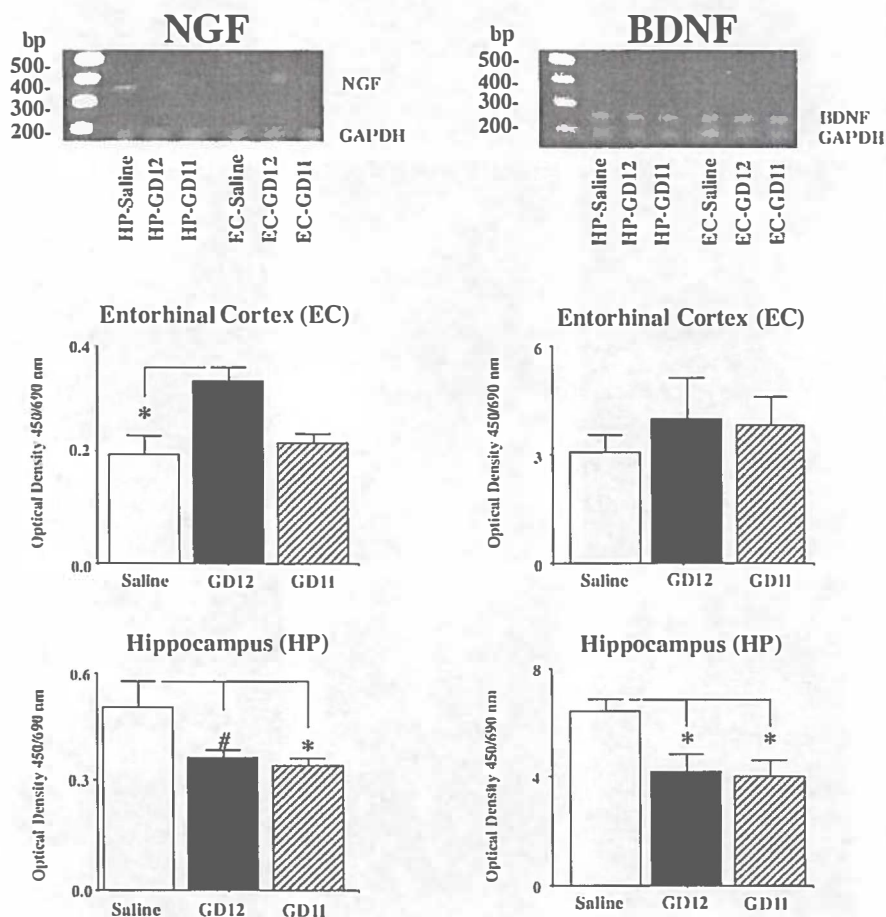 NGF
bp
500-
400-
300-
200-
NGF
GAPDH
HP-Saline
HP-GD12
HP-GD11
EC-Saline
EC-GD12
EC-GD11
BDNF
bp
500-
400-
300-
200-
BDNF
GAPDH
HP-Saline
HP-GD12
HP-GD11
EC-Saline
EC-GD12
EC-GD11
Entorhinal Cortex (EC)
Optical Density 450/690 nm
0.4
0.2
0.0
*
Saline GD12 GD11
Entorhinal Cortex (EC)
Optical Density 450/690 nm
6
3
0
Saline GD12 GD11
Hippocampus (HP)
Optical Density 450/690 nm
0.6
0.3
0.0
# *
Saline GD12 GD11
Hippocampus (HP)
Optical Density 450/690 nm
8
4
0
* *
Saline GD12 GD11